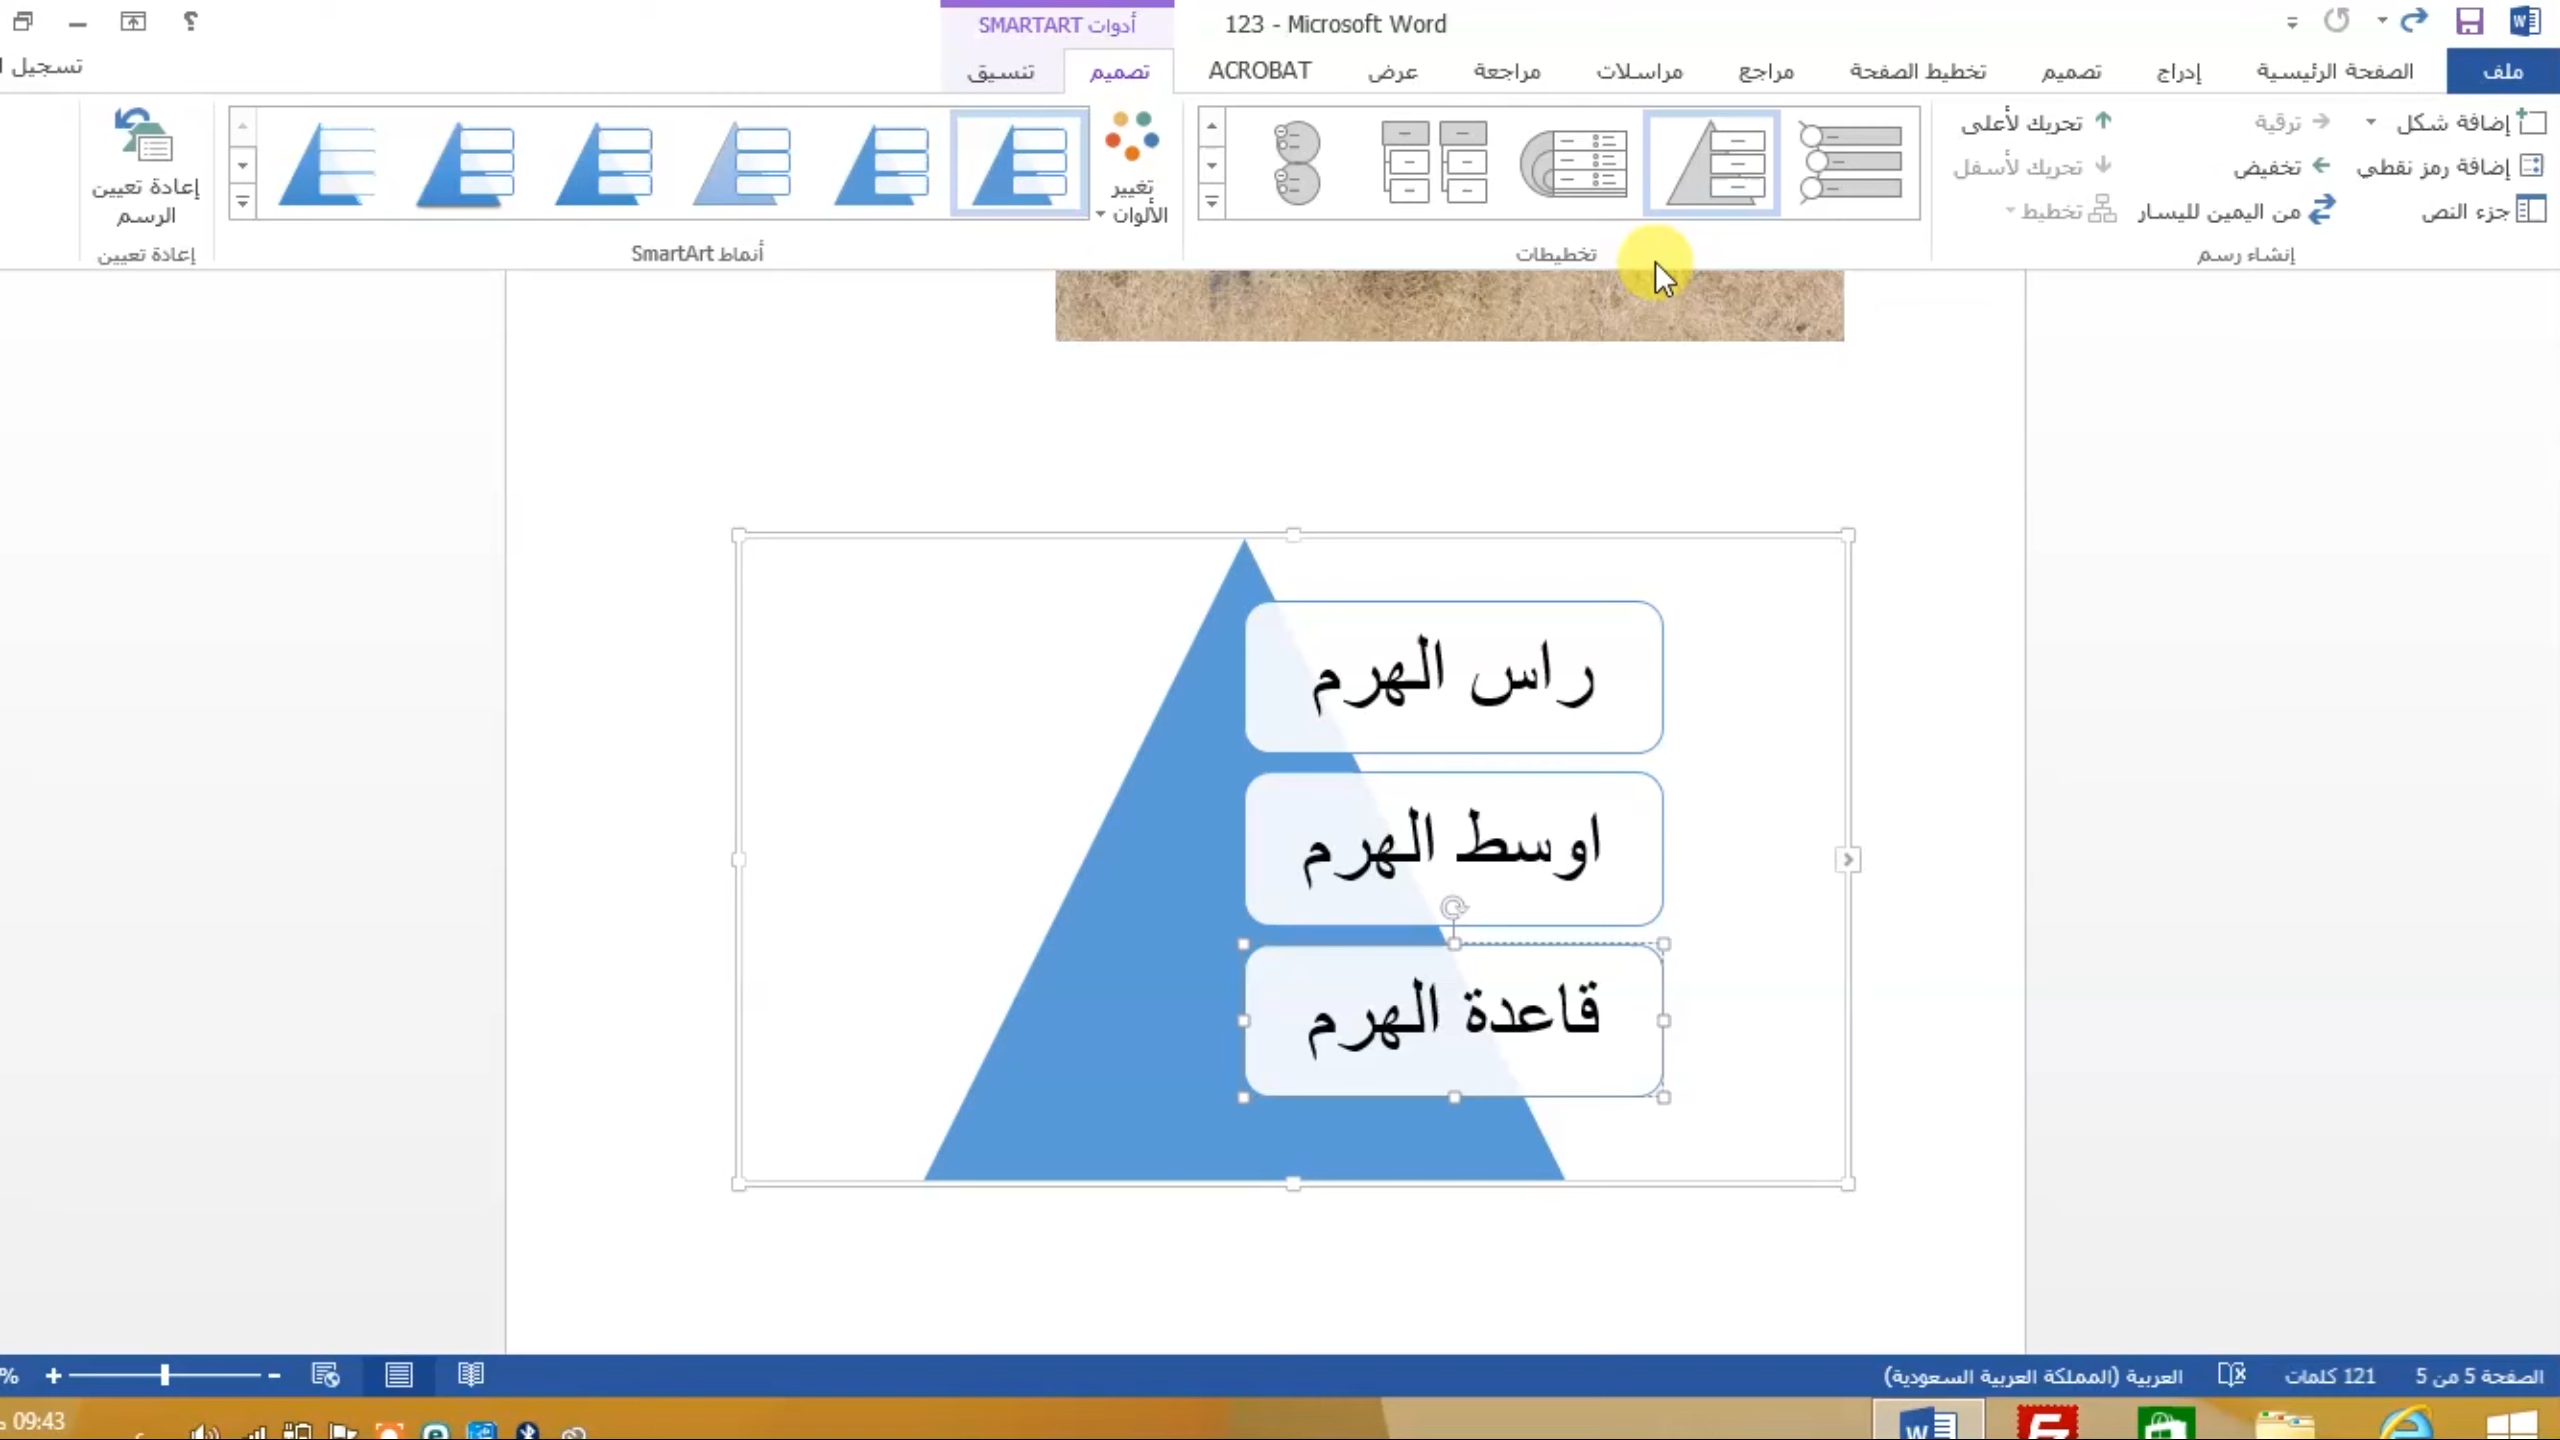 123 - Microsoft Word
أدوات SMARTART
ملف
الصفحة الرئيسية
إدراج
تصميم
تخطيط الصفحة
مراجع
مراسلات
مراجعة
عرض
ACROBAT
تصميم
تنسيق
تسجيل ا
إضافة شكل
إضافة رمز نقطي
جزء النص
ترقية
تخفيض
من اليمين لليسار
تحريك لأعلى
تحريك لأسفل
تخطيط
إنشاء رسم
تخطيطات
تغيير
الألوان
أنماط SmartArt
إعادة تعيين
الرسم
إعادة تعيين
راس الهرم
اوسط الهرم
قاعدة الهرم
الصفحة 5 من 5
121 كلمات
العربية (المملكة العربية السعودية)
%
09:43